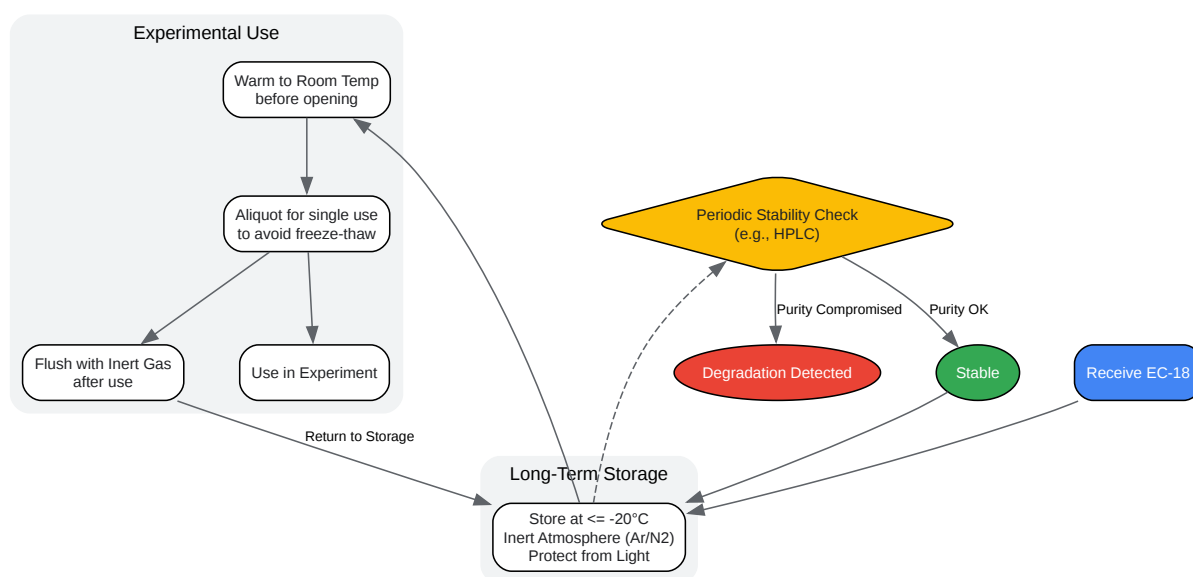 Experimental Use
Warm to Room Temp
before opening
Aliquot for single use
to avoid freeze-thaw
Flush with Inert Gas
after use
Use in Experiment
Return to Storage
Periodic Stability Check
(e.g., HPLC)
Purity Compromised
Purity OK
Degradation Detected
Stable
Receive EC-18
Long-Term Storage
Store at <= -20°C
Inert Atmosphere (Ar/N2)
Protect from Light